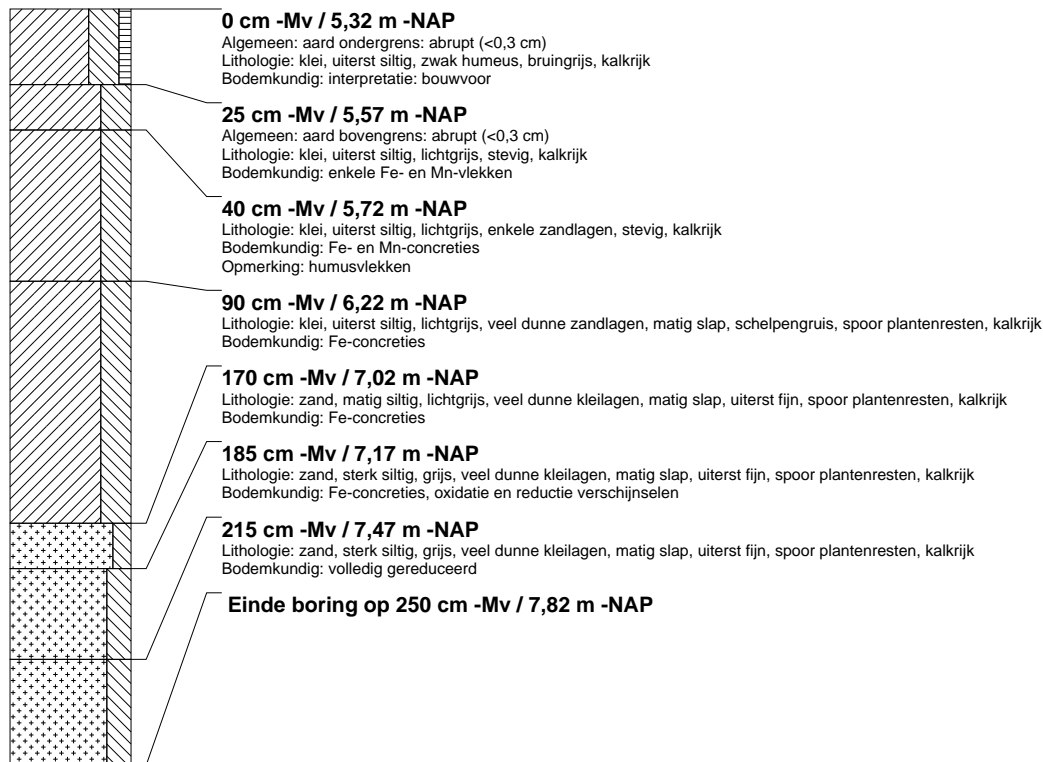 0 cm -Mv / 5,32 m -NAP
Algemeen: aard ondergrens: abrupt (<0,3 cm)
Lithologie: klei, uiterst siltig, zwak humeus, bruingrijs, kalkrijk
Bodemkundig: interpretatie: bouwvoor
25 cm -Mv / 5,57 m -NAP
Algemeen: aard bovengrens: abrupt (<0,3 cm)
Lithologie: klei, uiterst siltig, lichtgrijs, stevig, kalkrijk
Bodemkundig: enkele Fe- en Mn-vlekken
40 cm -Mv / 5,72 m -NAP
Lithologie: klei, uiterst siltig, lichtgrijs, enkele zandlagen, stevig, kalkrijk
Bodemkundig: Fe- en Mn-concreties
Opmerking: humusvlekken
90 cm -Mv / 6,22 m -NAP
Lithologie: klei, uiterst siltig, lichtgrijs, veel dunne zandlagen, matig slap, schelpengruis, spoor plantenresten, kalkrijk
Bodemkundig: Fe-concreties
170 cm -Mv / 7,02 m -NAP
Lithologie: zand, matig siltig, lichtgrijs, veel dunne kleilagen, matig slap, uiterst fijn, spoor plantenresten, kalkrijk
Bodemkundig: Fe-concreties
185 cm -Mv / 7,17 m -NAP
Lithologie: zand, sterk siltig, grijs, veel dunne kleilagen, matig slap, uiterst fijn, spoor plantenresten, kalkrijk
Bodemkundig: Fe-concreties, oxidatie en reductie verschijnselen
215 cm -Mv / 7,47 m -NAP
Lithologie: zand, sterk siltig, grijs, veel dunne kleilagen, matig slap, uiterst fijn, spoor plantenresten, kalkrijk
Bodemkundig: volledig gereduceerd
Einde boring op 250 cm -Mv / 7,82 m -NAP